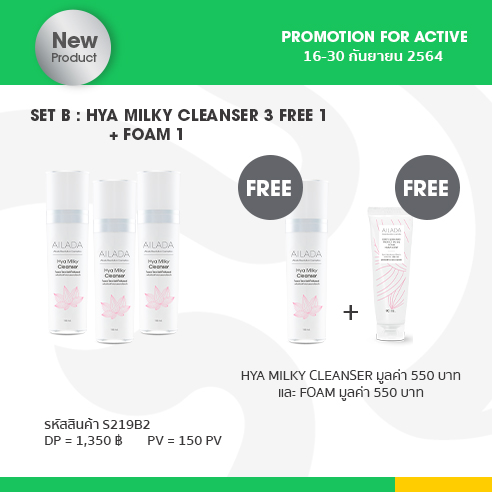 New
Product
PROMOTION FOR ACTIVE
16-30 กันยายน 2564
SET B : HYA MILKY CLEANSER 3 FREE 1
+ FOAM 1
FREE
FREE
AILADA
Hya Milky
Cleanser
AILADA
Hya Milky
Cleanser
AILADA
Hya Milky
Cleanser
AILADA
Hya Milky
Cleanser
+
AILADA
HYA MILKY CLEANSER มูลค่า 550 บาท
และ FOAM มูลค่า 550 บาท
รหัสสินค้า S219B2
DP = 1,350 ฿ PV = 150 PV